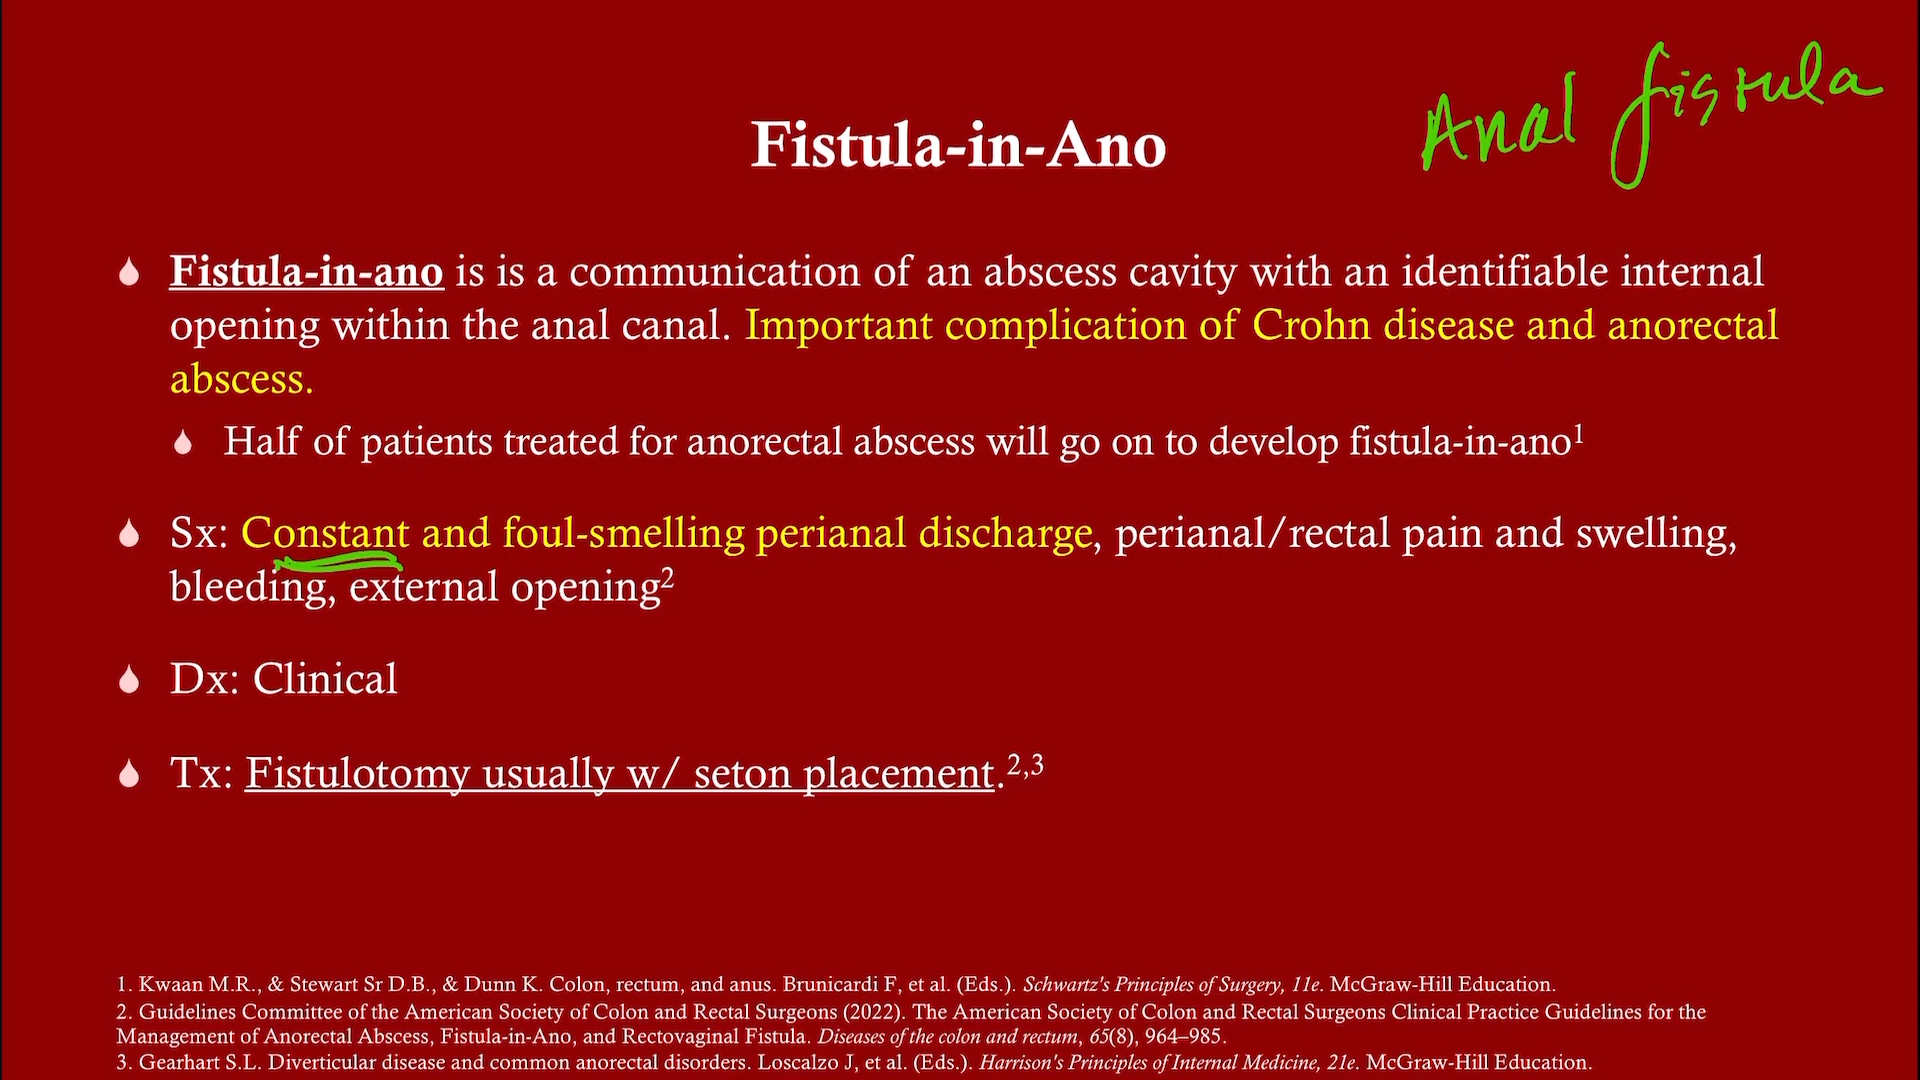 Anal fistula
Fistula-in-Ano
Fistula-in-ano is is a communication of an abscess cavity with an identifiable internal
opening within the anal canal. Important complication of Crohn disease and anorectal
abscess.
Half of patients treated for anorectal abscess will go on to develop fistula-in-ano¹
Sx: Constant and foul-smelling perianal discharge, perianal/rectal pain and swelling,
bleeding, external opening²
Dx: Clinical
Tx: Fistulotomy usually w/ seton placement.²,³
1. Kwaan M.R., & Stewart Sr D.B., & Dunn K. Colon, rectum, and anus. Brunicardi F, et al. (Eds.). Schwartz's Principles of Surgery, 11e. McGraw-Hill Education.
2. Guidelines Committee of the American Society of Colon and Rectal Surgeons (2022). The American Society of Colon and Rectal Surgeons Clinical Practice Guidelines for the
Management of Anorectal Abscess, Fistula-in-Ano, and Rectovaginal Fistula. Diseases of the colon and rectum, 65(8), 964–985.
3. Gearhart S.L. Diverticular disease and common anorectal disorders. Loscalzo J, et al. (Eds.). Harrison's Principles of Internal Medicine, 21e. McGraw-Hill Education.